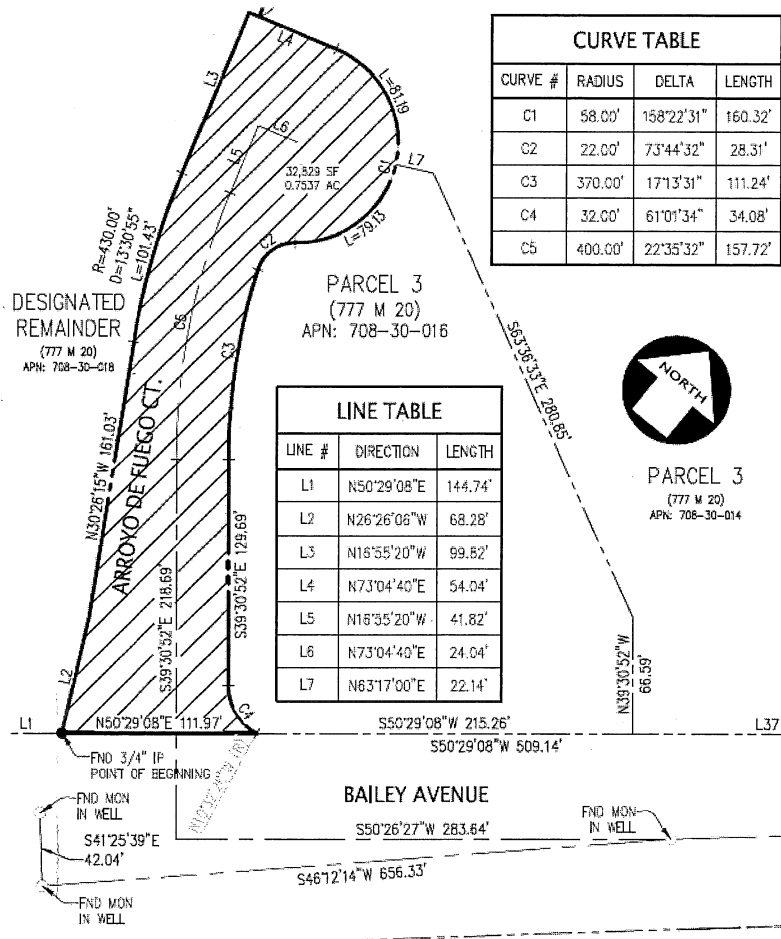 L4
L3
L=81.19
L6
L5
32,829 SF
0.7537 AC
C1
L7
R=430.00'
D=13°30'55"
L=101.43'
C2
L=79.13
DESIGNATED
REMAINDER
(777 M 20)
APN: 708-30-018
C5
C3
PARCEL 3
(777 M 20)
APN: 708-30-016
CURVE TABLE
CURVE # RADIUS DELTA LENGTH
C1 58.00' 158°22'31" 160.32'
C2 22.00' 73°44'32" 28.31'
C3 370.00' 17°13'31" 111.24'
C4 32.00' 61°01'34" 34.08'
C5 400.00' 22°35'32" 157.72'
S63°36'33"E 280.85'
NORTH
PARCEL 3
(777 M 20)
APN: 708-30-014
N30°26'15"W 161.03'
ARROYO DE FUEGO CT.
S39°30'52"E 218.69'
S39°30'52"E 129.69'
LINE TABLE
LINE # DIRECTION LENGTH
L1 N50°29'08"E 144.74'
L2 N26°26'06"W 68.28'
L3 N16°55'20"W 99.82'
L4 N73°04'40"E 54.04'
L5 N16°55'20"W 41.82'
L6 N73°04'40"E 24.04'
L7 N63°17'00"E 22.14'
N39°30'52"W
66.59'
L2
C4
L1
N50°29'08"E 111.97'
S50°29'08"W 215.26'
L37
S50°29'08"W 509.14'
FND 3/4" IP
POINT OF BEGINNING
BAILEY AVENUE
FND MON
IN WELL
S41°25'39"E
42.04'
FND MON
IN WELL
S50°26'27"W 283.64'
S46°12'14"W 656.33'
FND MON
IN WELL